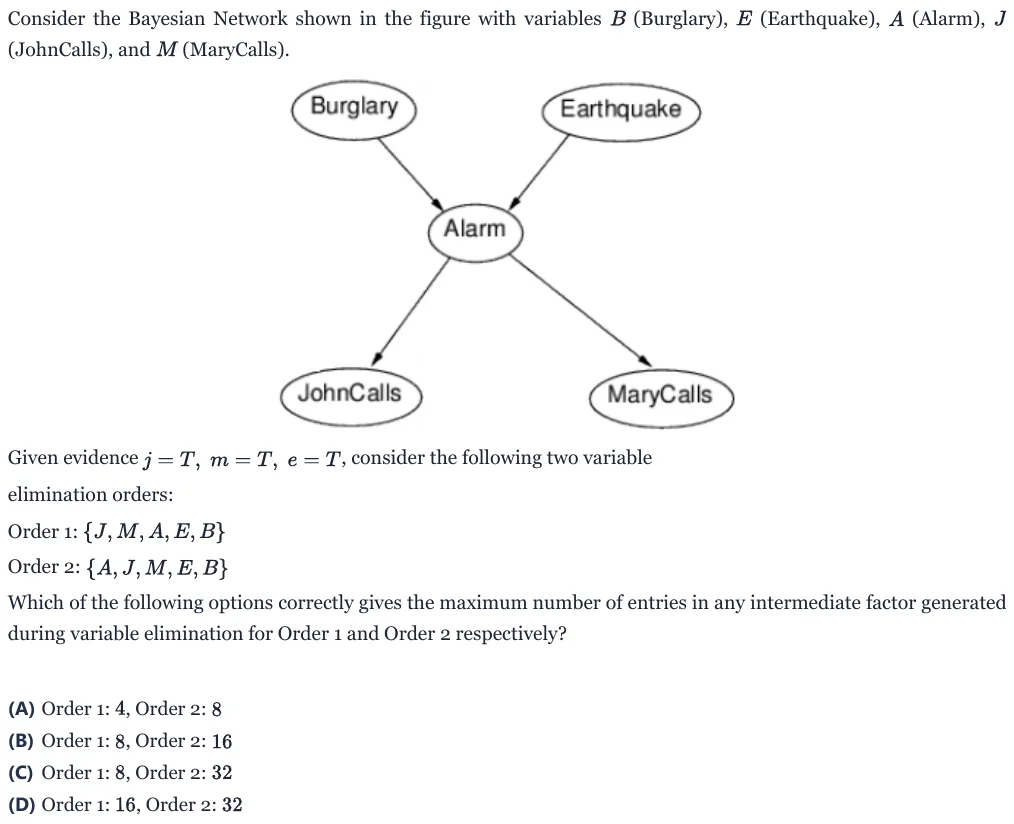 Consider the Bayesian Network shown in the figure with variables B (Burglary), E (Earthquake), A (Alarm), J
(JohnCalls), and M (MaryCalls).
Burglary
Earthquake
Alarm
JohnCalls
MaryCalls
Given evidence j = T, m = T, e = T, consider the following two variable
elimination orders:
Order 1: {J, M, A, E, B}
Order 2: {A, J, M, E, B}
Which of the following options correctly gives the maximum number of entries in any intermediate factor generated
during variable elimination for Order 1 and Order 2 respectively?
(A) Order 1: 4, Order 2: 8
(B) Order 1: 8, Order 2: 16
(C) Order 1: 8, Order 2: 32
(D) Order 1: 16, Order 2: 32